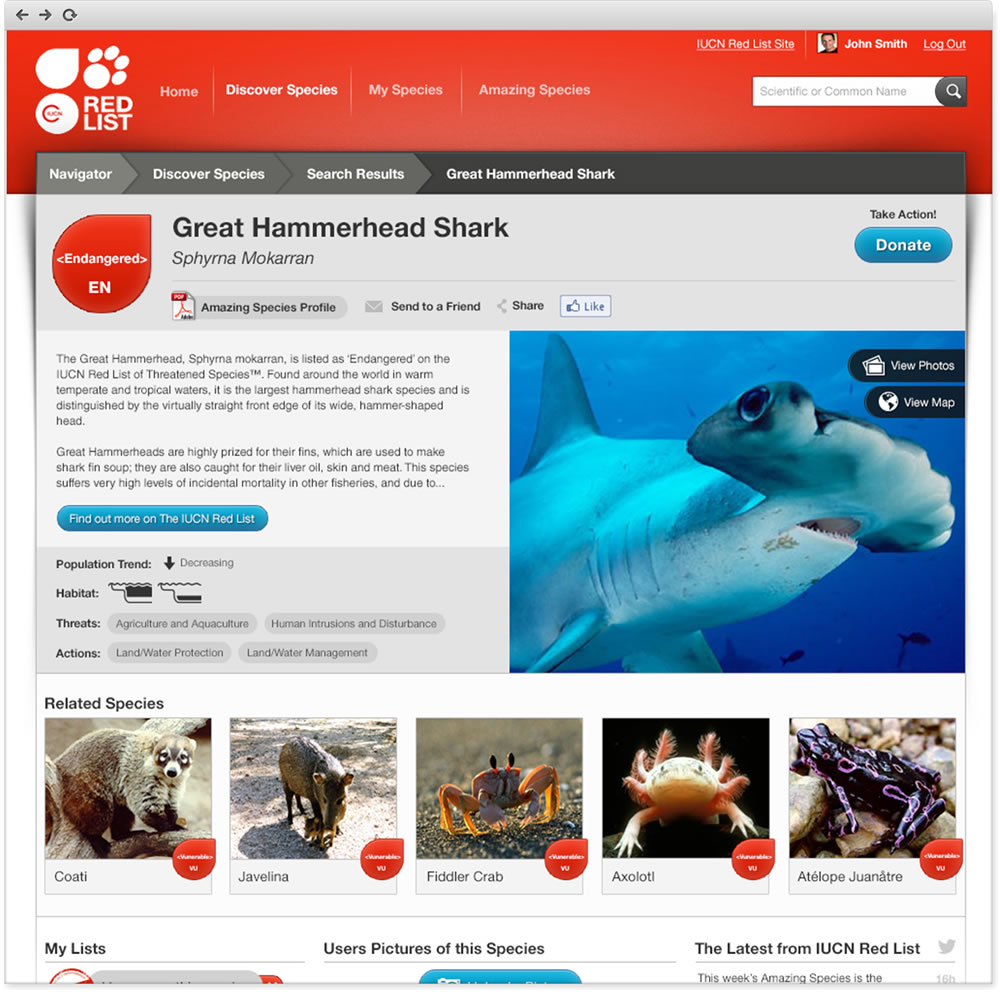 IUCN Red List Site
John Smith
Log Out
IUCN
RED
LIST
Home
Discover Species
My Species
Amazing Species
Scientific or Common Name
Navigator
Discover Species
Search Results
Great Hammerhead Shark
<Endangered>
EN
Great Hammerhead Shark
Sphyrna Mokarran
Take Action!
Donate
PDF
Adobe
Amazing Species Profile
Send to a Friend
Share
Like
The Great Hammerhead, Sphyrna mokarran, is listed as ‘Endangered’ on the
IUCN Red List of Threatened Species™. Found around the world in warm
temperate and tropical waters, it is the largest hammerhead shark species and is
distinguished by the virtually straight front edge of its wide, hammer-shaped
head.
Great Hammerheads are highly prized for their fins, which are used to make
shark fin soup; they are also caught for their liver oil, skin and meat. This species
suffers very high levels of incidental mortality in other fisheries, and due to...
Find out more on The IUCN Red List
View Photos
View Map
Population Trend: Decreasing
Habitat:
Threats: Agriculture and Aquaculture Human Intrusions and Disturbance
Actions: Land/Water Protection Land/Water Management
Related Species
<Vunerable>
VU
Coati
<Vunerable>
VU
Javelina
<Vunerable>
VU
Fiddler Crab
<Vunerable>
VU
Axolotl
<Vunerable>
VU
Atélope Juanåtre
My Lists
Users Pictures of this Species
The Latest from IUCN Red List
This week's Amazing Species is the
16h